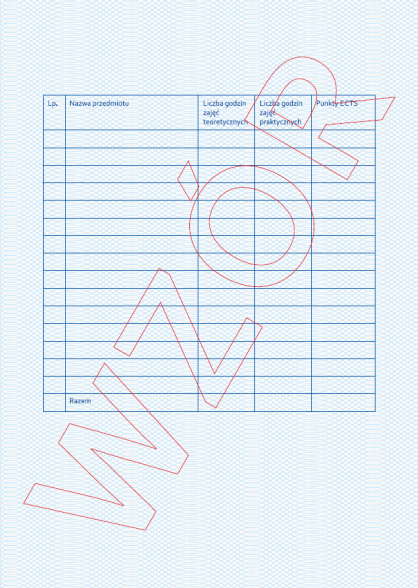 Lp. Nazwa przedmiotu Liczba godzin zajęć teoretycznych Liczba godzin zajęć praktycznych Punkty ECTS
Razem
WZÓR